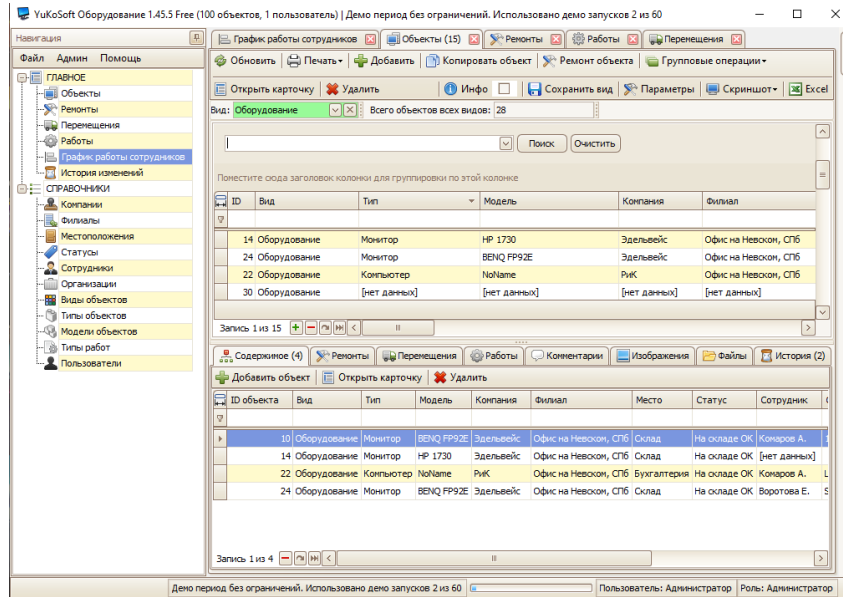 YuKoSoft Оборудование 1.45.5 Free (100 объектов, 1 пользователь) | Демо период без ограничений. Использовано демо запусков 2 из 60
Навигация
Файл Админ Помощь
ГЛАВНОЕ
Объекты
Ремонты
Перемещения
Работы
График работы сотрудников
История изменений
СПРАВОЧНИКИ
Компании
Филиалы
Местоположения
Статусы
Сотрудники
Организации
Виды объектов
Типы объектов
Модели объектов
Типы работ
Пользователи
График работы сотрудников Объекты (15) Ремонты Работы Перемещения
Обновить Печать Добавить Копировать объект Ремонт объекта Групповые операции
Открыть карточку Удалить Инфо Сохранить вид Параметры Скриншот Excel
Вид: Оборудование Всего объектов всех видов: 28
Поиск Очистить
Поместите сюда заголовок колонки для группировки по этой колонке
ID Вид Тип Модель Компания Филиал
14 Оборудование Монитор HP 1730 Эдельвейс Офис на Невском, СПб
24 Оборудование Монитор BENQ FP92E Эдельвейс Офис на Невском, СПб
22 Оборудование Компьютер NoName РиК Офис на Невском, СПб
30 Оборудование [нет данных] [нет данных] [нет данных] [нет данных]
Запись 1 из 15
Содержимое (4) Ремонты Перемещения Работы Комментарии Изображения Файлы История (2)
Добавить объект Открыть карточку Удалить
ID объекта Вид Тип Модель Компания Филиал Место Статус Сотрудник
10 Оборудование Монитор BENQ FP92E Эдельвейс Офис на Невском, СПб Склад На складе ОК Комаров А.
14 Оборудование Монитор HP 1730 Эдельвейс Офис на Невском, СПб Склад На складе ОК [нет данных]
22 Оборудование Компьютер NoName РиК Офис на Невском, СПб Бухгалтерия На складе ОК Комаров А.
24 Оборудование Монитор BENQ FP92E Эдельвейс Офис на Невском, СПб Склад На складе ОК Воротова Е.
Запись 1 из 4
Демо период без ограничений. Использовано демо запусков 2 из 60 Пользователь: Администратор Роль: Администратор